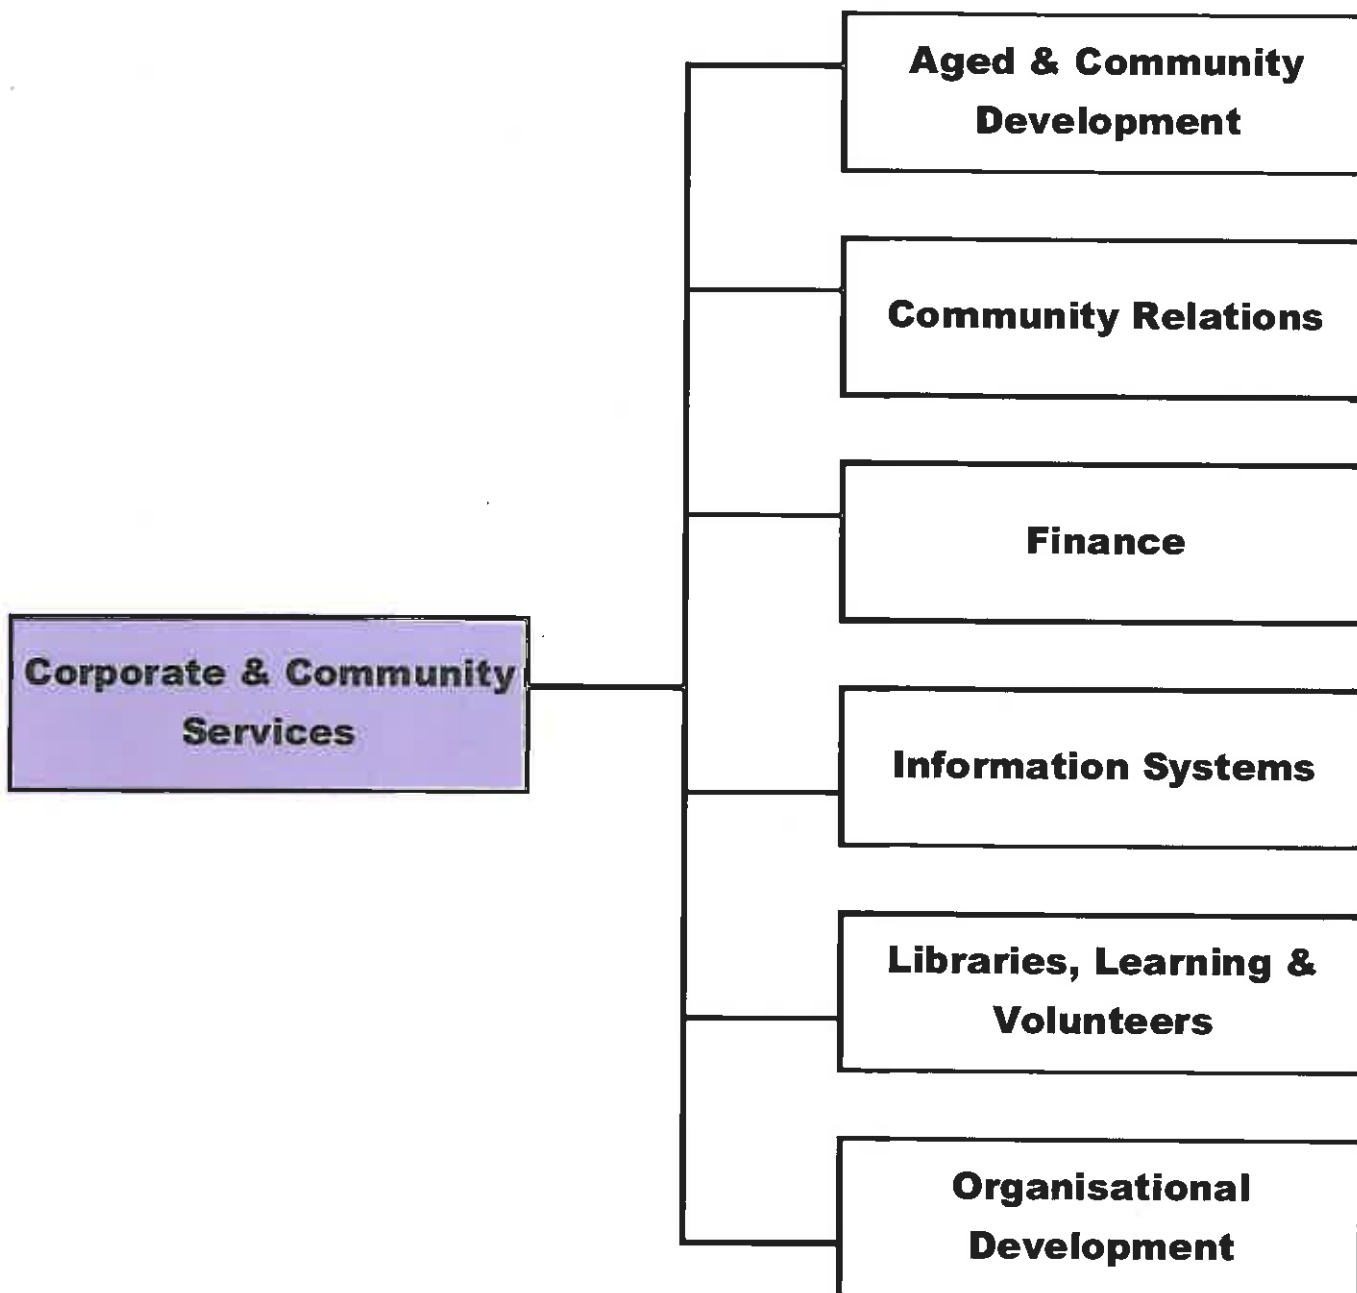 Aged & Community
Development
Community Relations
Finance
Corporate & Community
Services
Information Systems
Libraries, Learning &
Volunteers
Organisational
Development